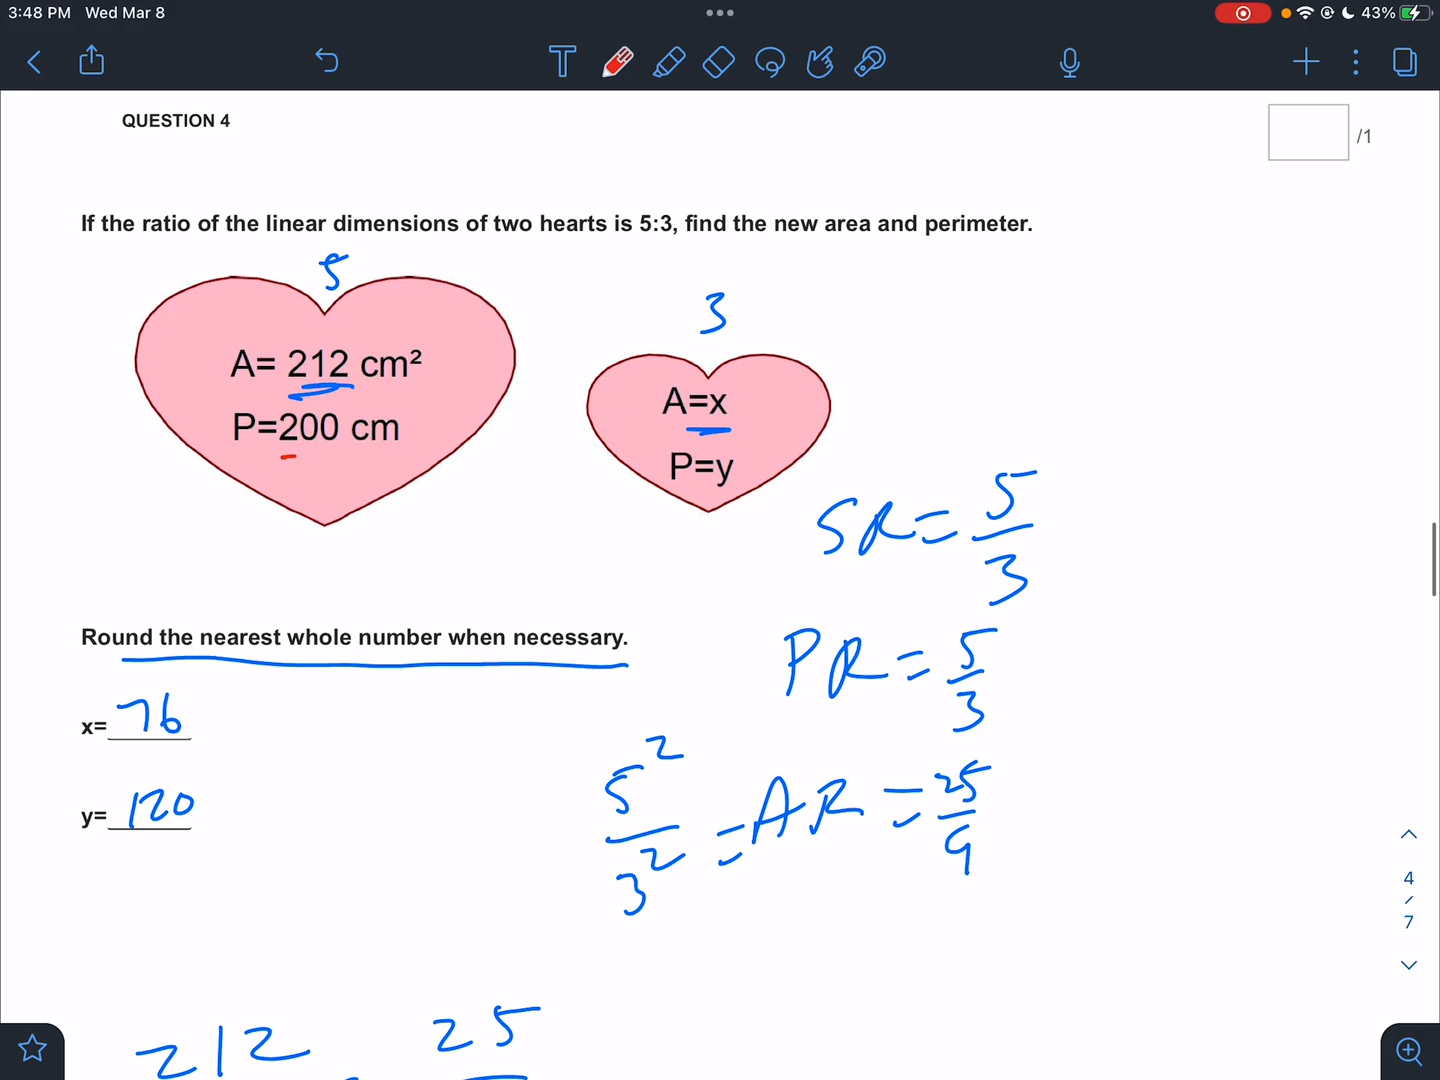 3:48 PM Wed Mar 8
43%
T
QUESTION 4
/1
If the ratio of the linear dimensions of two hearts is 5:3, find the new area and perimeter.
5
3
A= 212 cm²
P=200 cm
A=x
P=y
SR = 5/3
Round the nearest whole number when necessary.
PR = 5/3
x= 76
5²/3² = AR = 25/9
y= 120
4
/
7
212 25